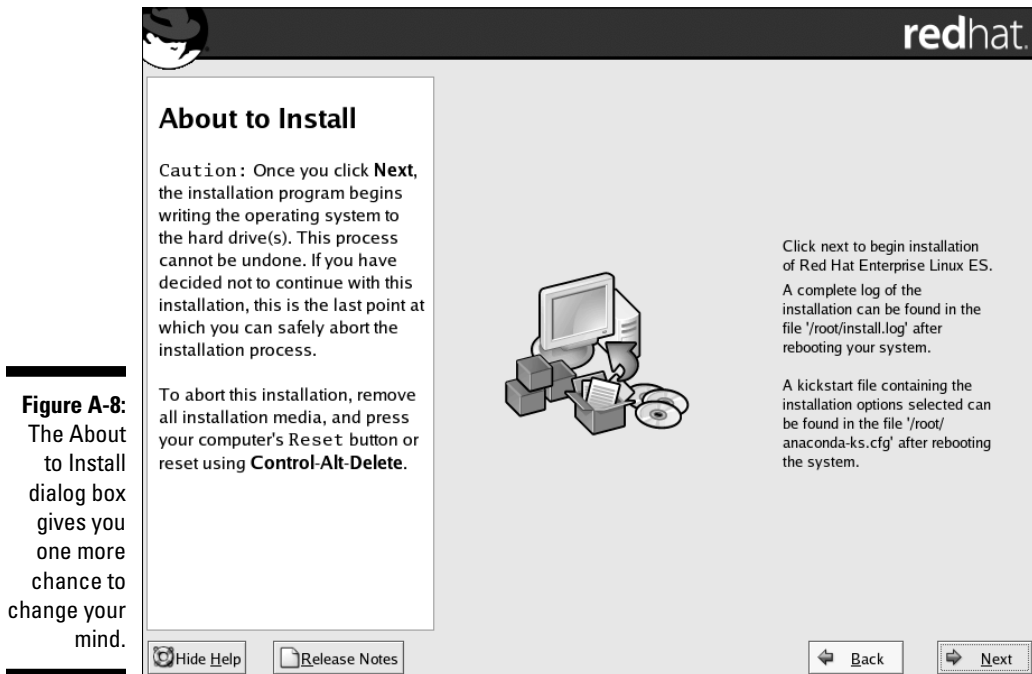 redhat.
About to Install
Caution: Once you click Next,
the installation program begins
writing the operating system to
the hard drive(s). This process
cannot be undone. If you have
decided not to continue with this
installation, this is the last point at
which you can safely abort the
installation process.
To abort this installation, remove
all installation media, and press
your computer's Reset button or
reset using Control-Alt-Delete.
Click next to begin installation
of Red Hat Enterprise Linux ES.
A complete log of the
installation can be found in the
file '/root/install.log' after
rebooting your system.
A kickstart file containing the
installation options selected can
be found in the file '/root/
anaconda-ks.cfg' after rebooting
the system.
Hide Help
Release Notes
Back
Next
Figure A-8:
The About
to Install
dialog box
gives you
one more
chance to
change your
mind.